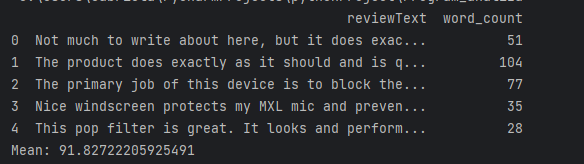 reviewText word_count
0 Not much to write about here, but it does exac... 51
1 The product does exactly as it should and is q... 104
2 The primary job of this device is to block the... 77
3 Nice windscreen protects my MXL mic and preven... 35
4 This pop filter is great. It looks and perform... 28
Mean: 91.82722205925491